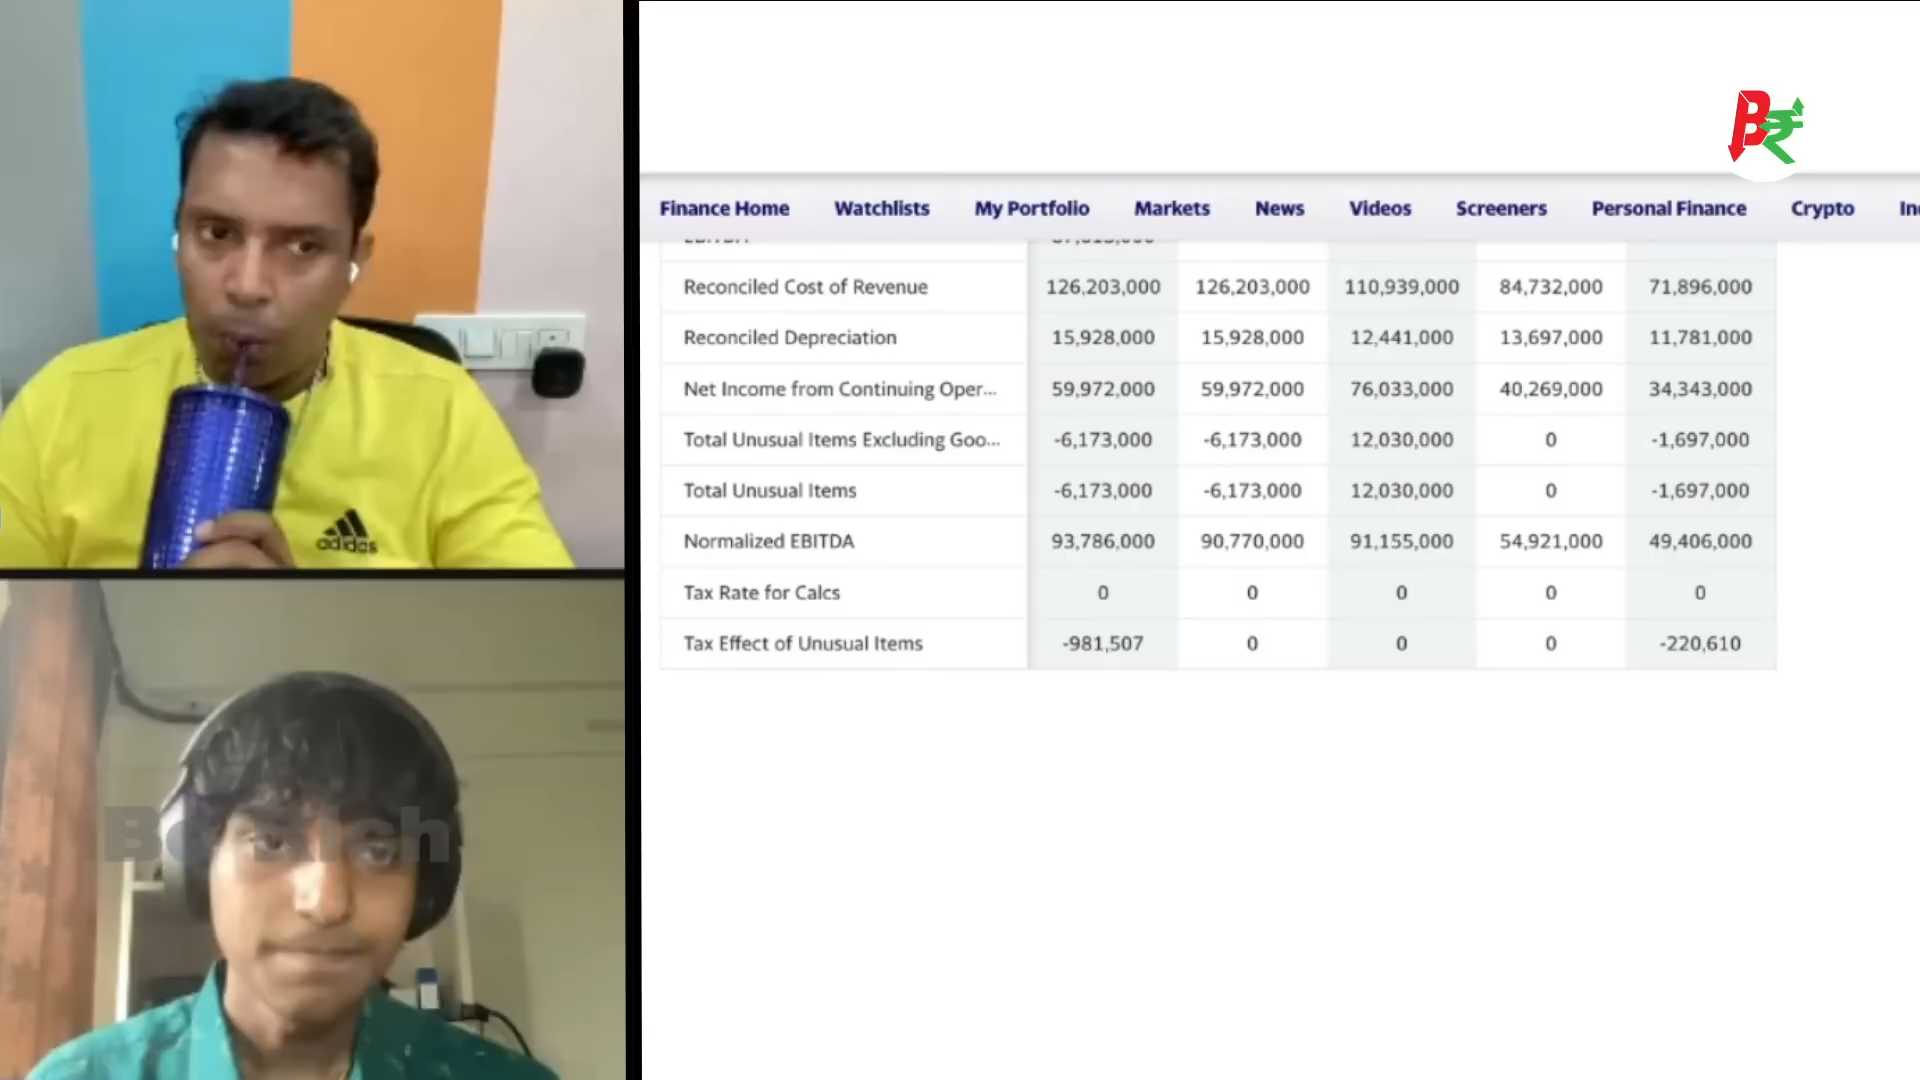 Finance Home Watchlists My Portfolio Markets News Videos Screeners Personal Finance Crypto
Reconciled Cost of Revenue 126,203,000 126,203,000 110,939,000 84,732,000 71,896,000
Reconciled Depreciation 15,928,000 15,928,000 12,441,000 13,697,000 11,781,000
Net Income from Continuing Oper... 59,972,000 59,972,000 76,033,000 40,269,000 34,343,000
Total Unusual Items Excluding Goo... -6,173,000 -6,173,000 12,030,000 0 -1,697,000
Total Unusual Items -6,173,000 -6,173,000 12,030,000 0 -1,697,000
Normalized EBITDA 93,786,000 90,770,000 91,155,000 54,921,000 49,406,000
Tax Rate for Calcs 0 0 0 0 0
Tax Effect of Unusual Items -981,507 0 0 0 -220,610
adidas